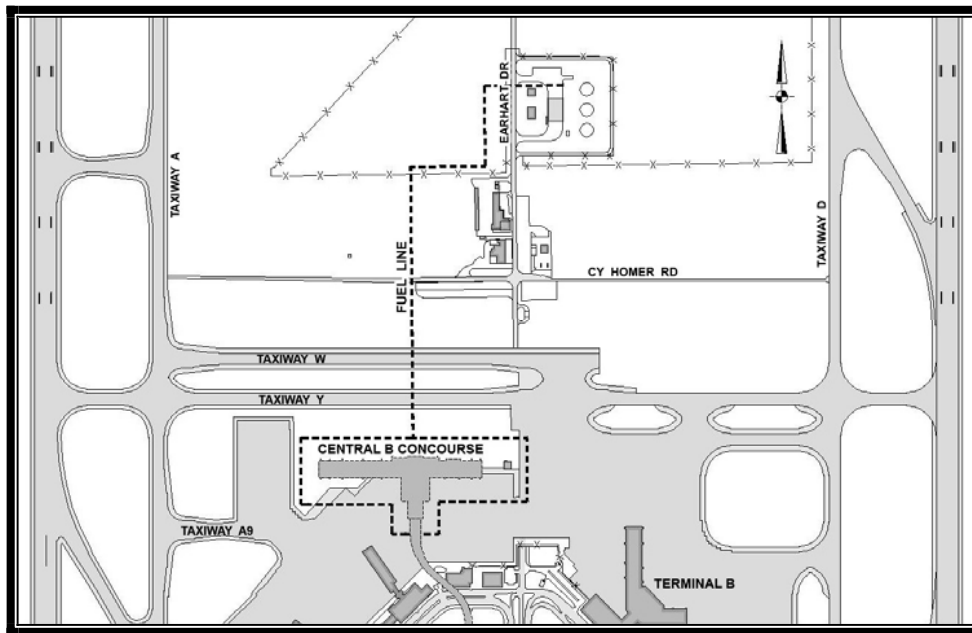 EARHART DR
TAXIWAY A
TAXIWAY D
FUEL LINE
CY HOMER RD
TAXIWAY W
TAXIWAY Y
CENTRAL B CONCOURSE
TAXIWAY A9
TERMINAL B